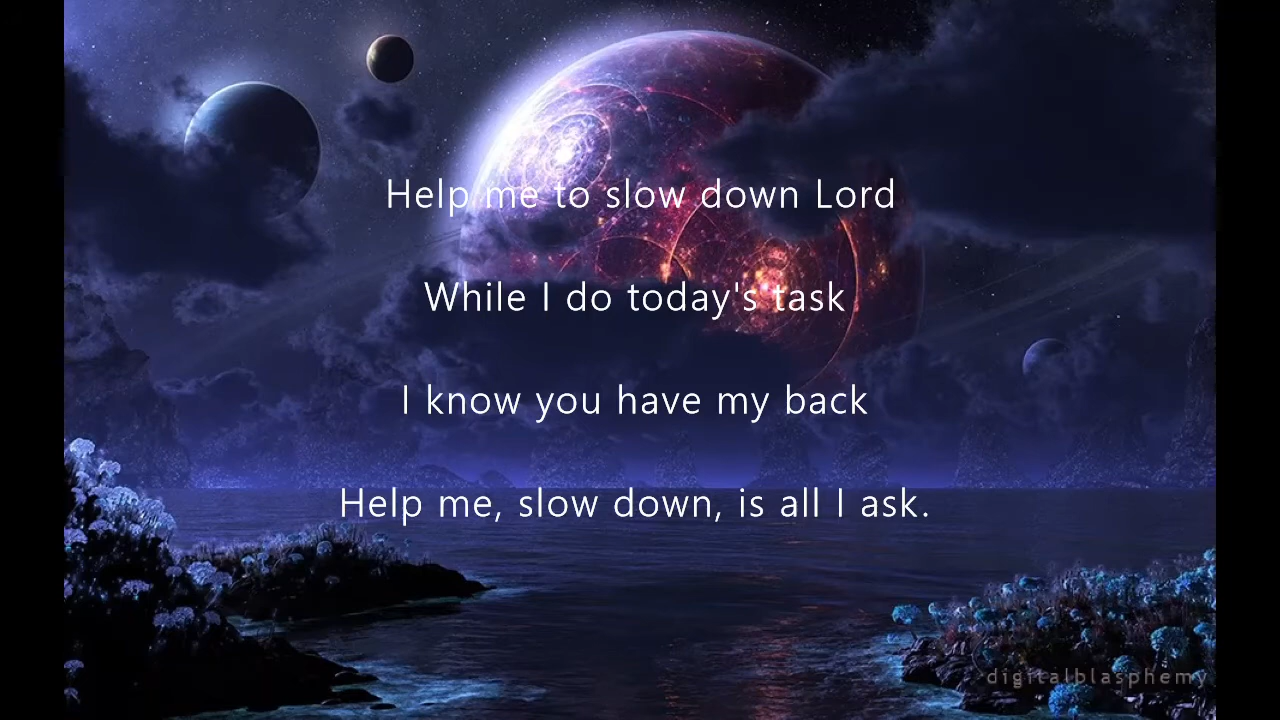 Help me to slow down Lord
While I do today's task
I know you have my back
Help me, slow down, is all I ask.
digitalblasphemy